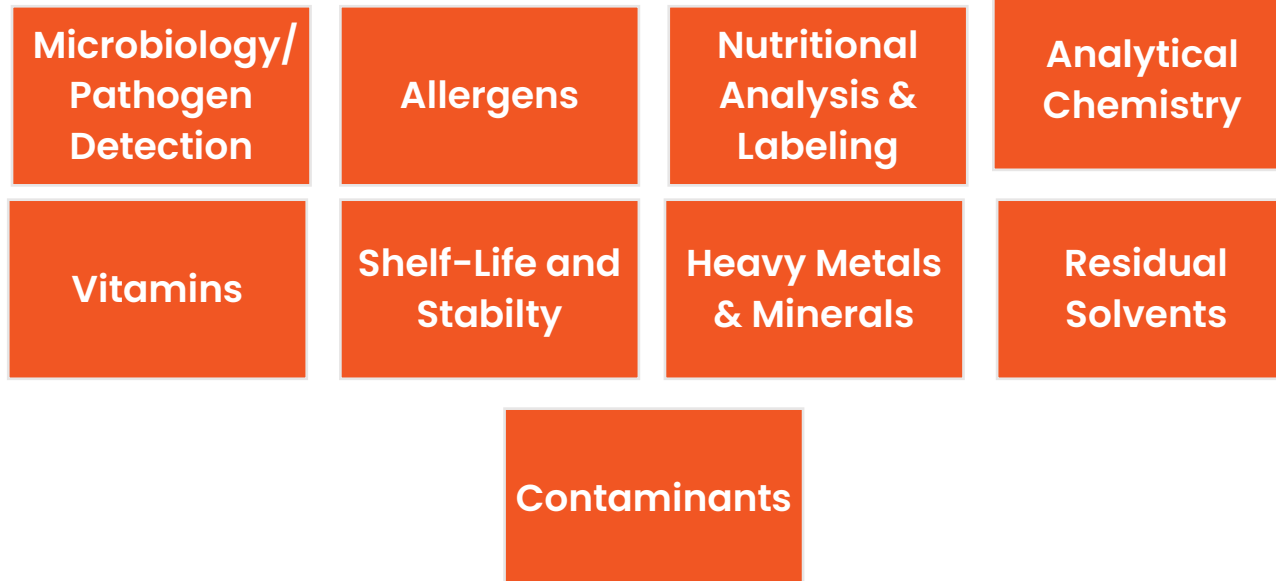 Microbiology/
Pathogen
Detection
Allergens
Nutritional
Analysis &
Labeling
Analytical
Chemistry
Vitamins
Shelf-Life and
Stabilty
Heavy Metals
& Minerals
Residual
Solvents
Contaminants